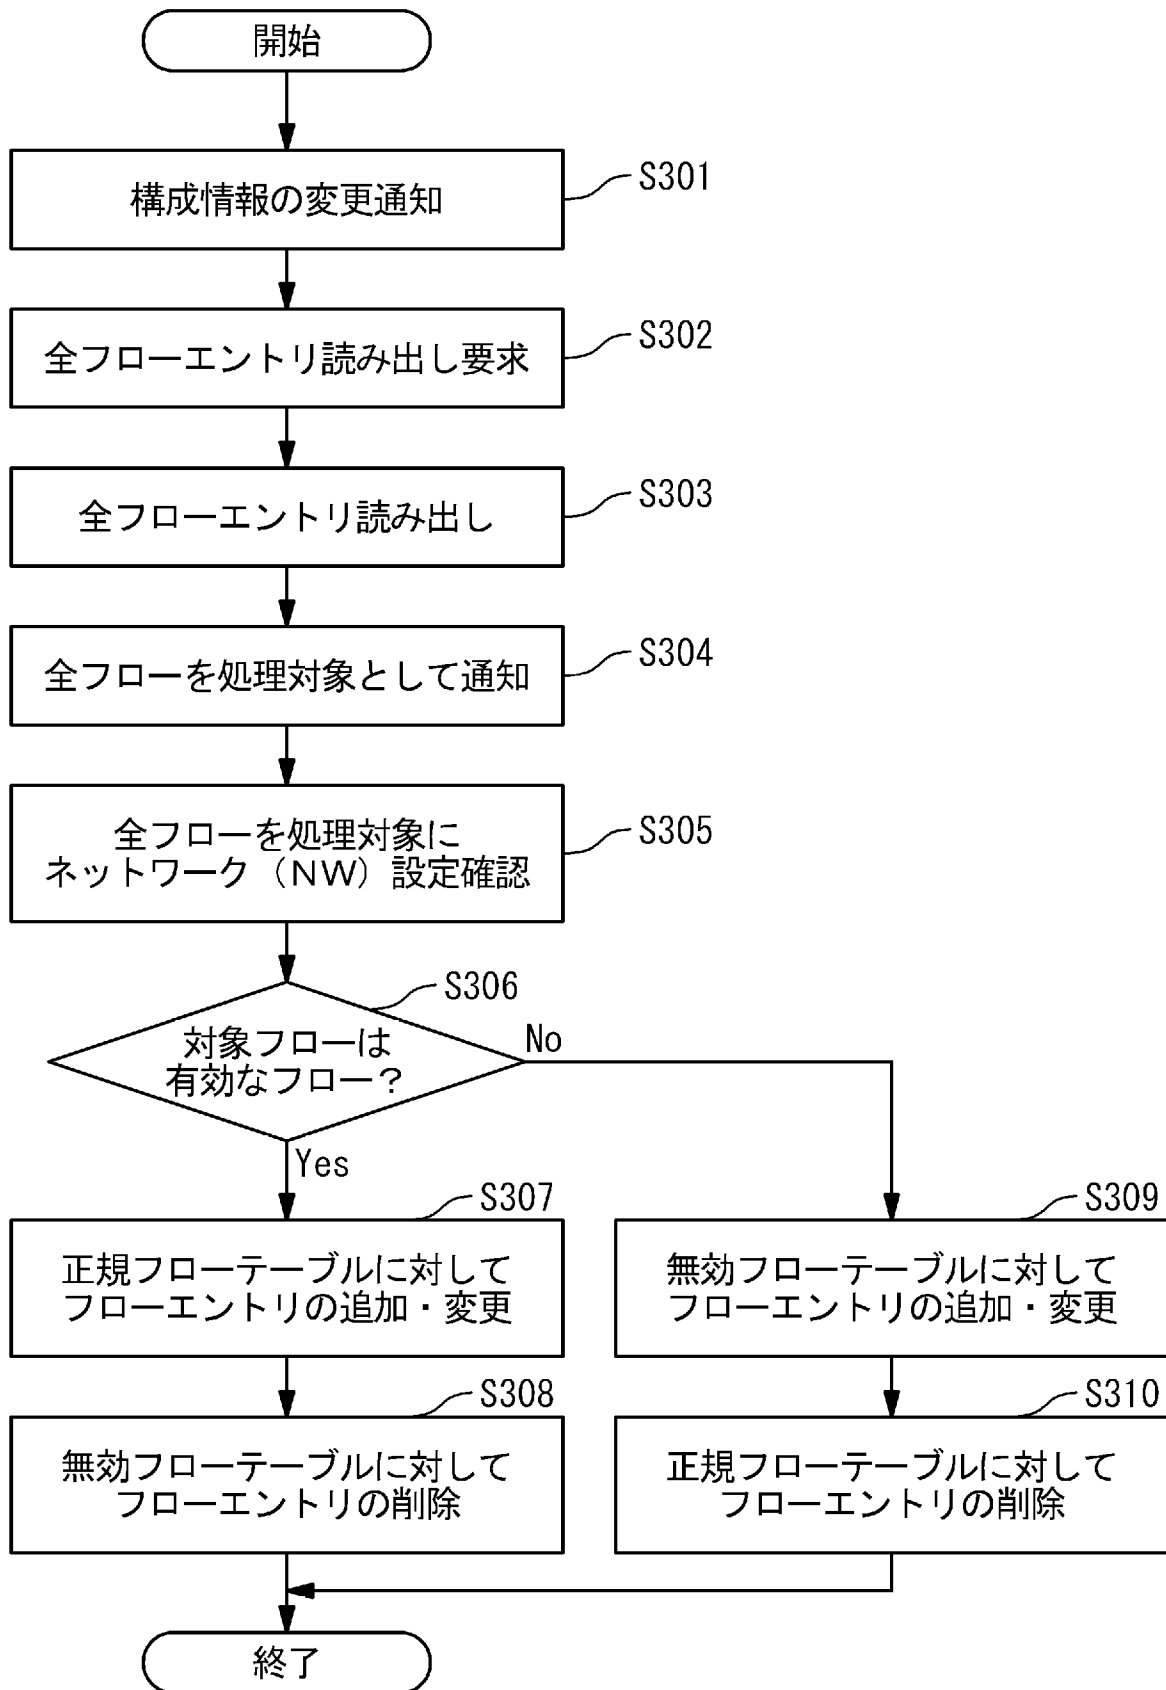 開始
構成情報の変更通知
S301
全フローエントリ読み出し要求
S302
全フローエントリ読み出し
S303
全フローを処理対象として通知
S304
全フローを処理対象に
ネットワーク（NW）設定確認
S305
S306
対象フローは
有効なフロー？
No
Yes
S307
正規フローテーブルに対して
フローエントリの追加・変更
S309
無効フローテーブルに対して
フローエントリの追加・変更
S308
無効フローテーブルに対して
フローエントリの削除
S310
正規フローテーブルに対して
フローエントリの削除
終了